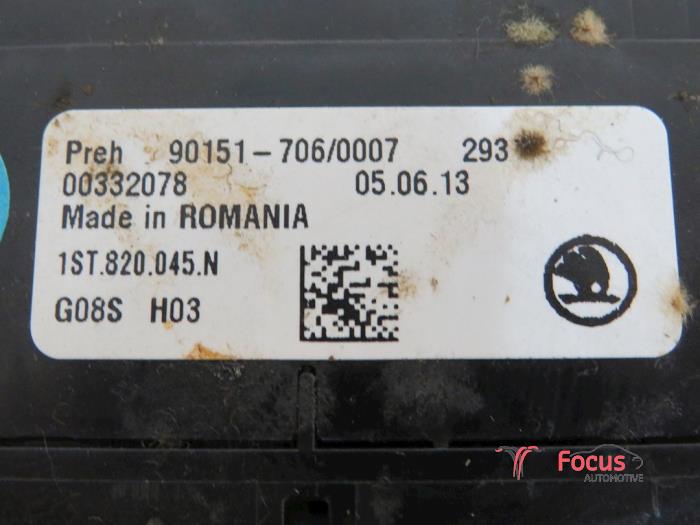 Preh 90151-706/0007 293
00332078 05.06.13
Made in ROMANIA
1ST.820.045.N
G08S H03
Focus
AUTOMOTIVE